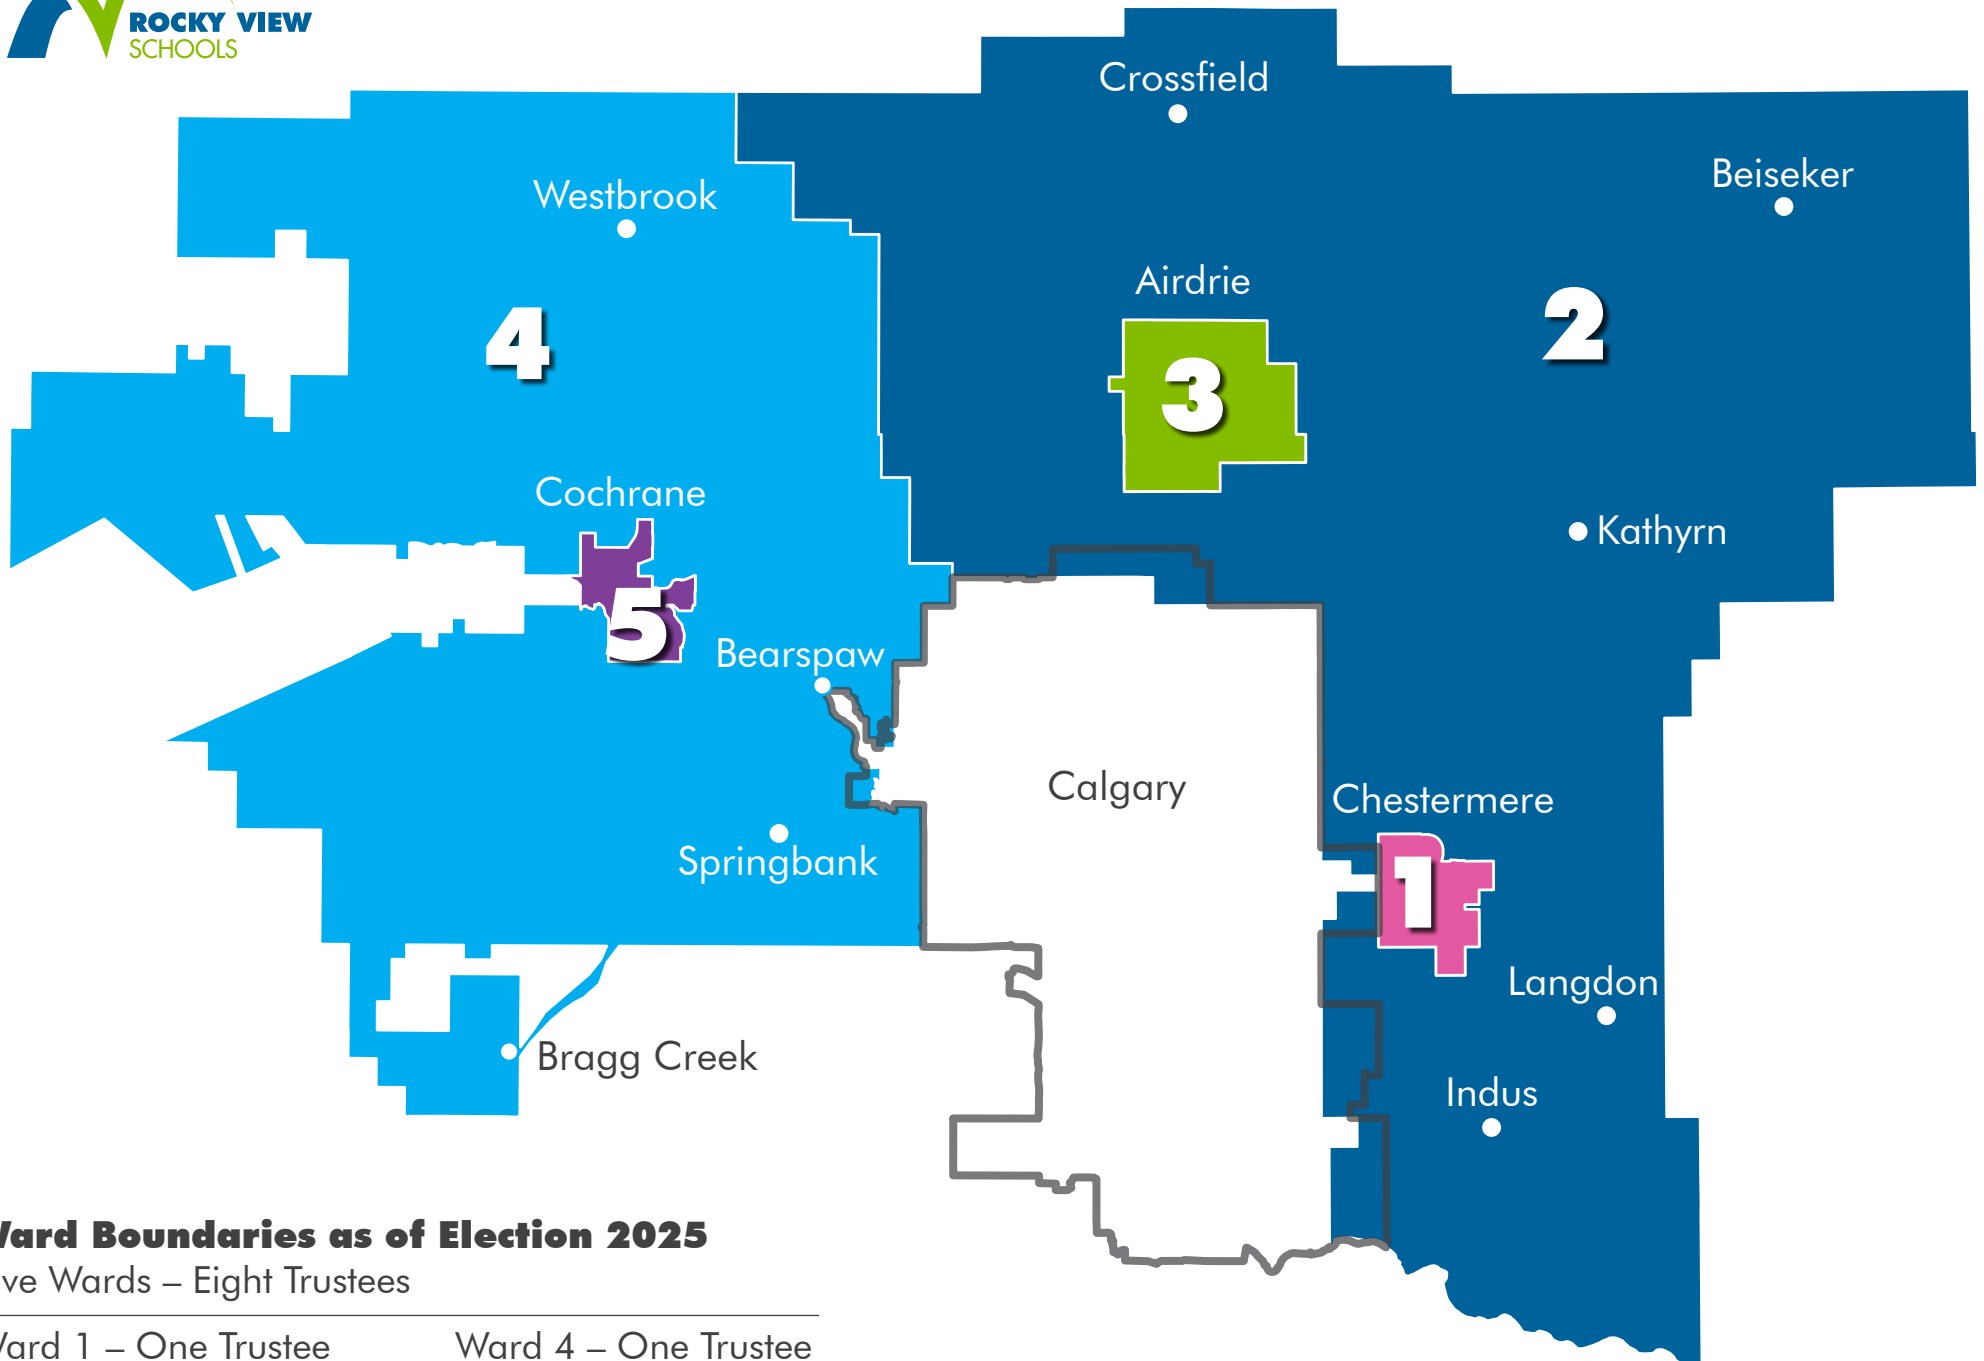 ROCKY VIEW
SCHOOLS
Crossfield
Beiseker
Westbrook
Airdrie
4
2
3
Cochrane
Kathyrn
5
Bearspaw
Calgary
Chestermere
Springbank
1
Langdon
Bragg Creek
Indus
Ward Boundaries as of Election 2025
ive Wards – Eight Trustees
Ward 1 – One Trustee
Ward 4 – One Trustee